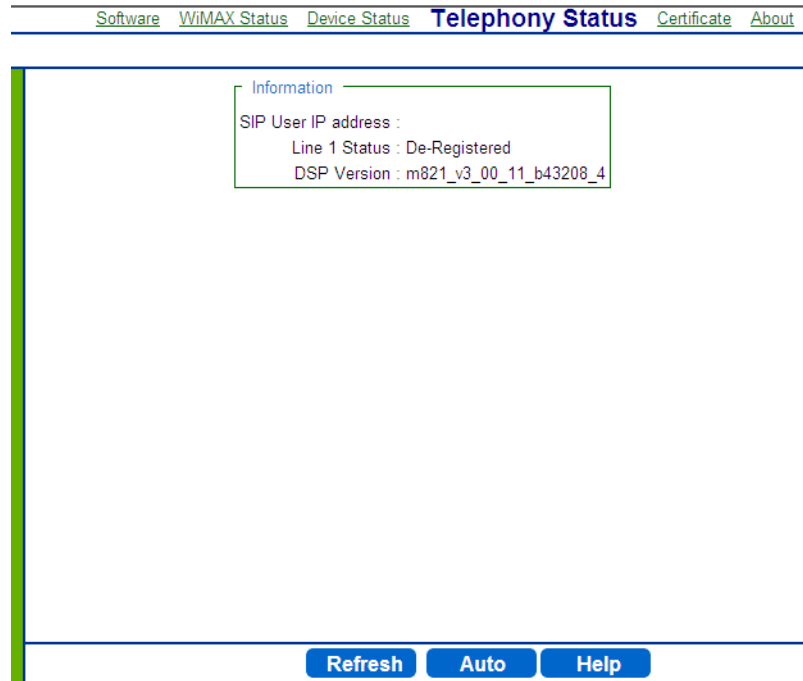 Software WiMAX Status Device Status Telephony Status Certificate About
Information
SIP User IP address :
Line 1 Status : De-Registered
DSP Version : m821_v3_00_11_b43208_4
Refresh Auto Help